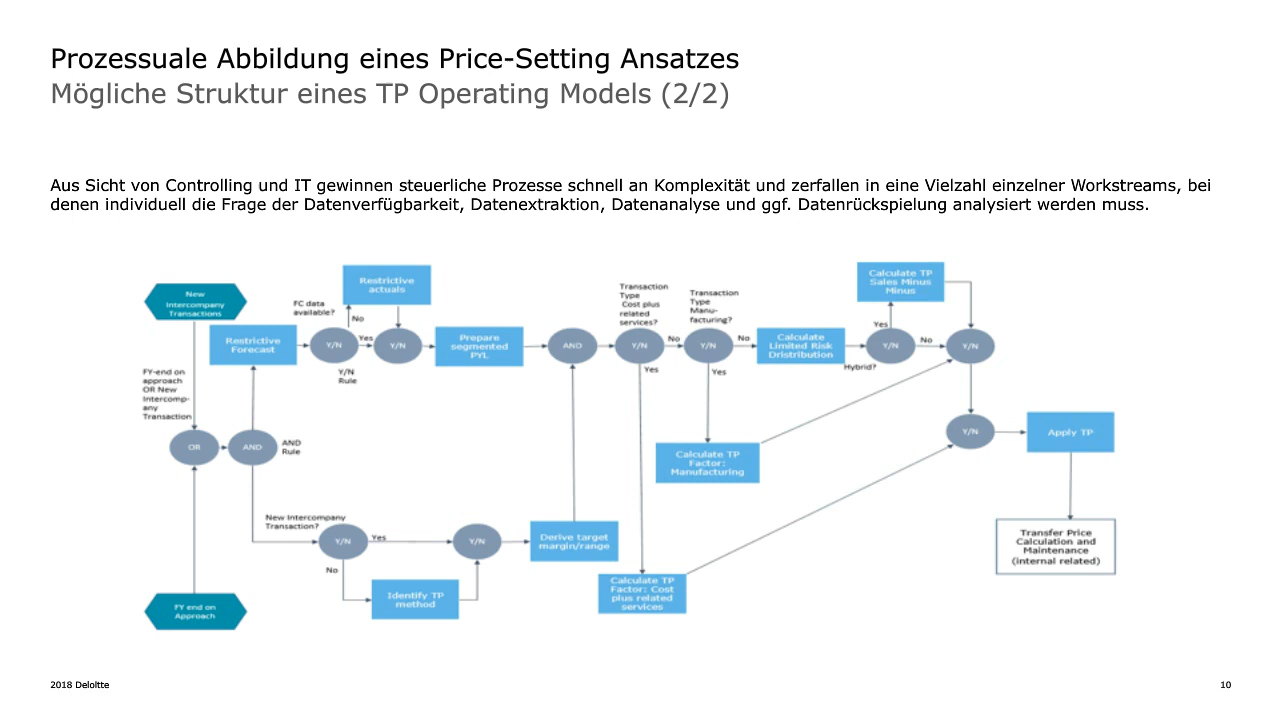 Prozessuale Abbildung eines Price-Setting Ansatzes
Mögliche Struktur eines TP Operating Models (2/2)
Aus Sicht von Controlling und IT gewinnen steuerliche Prozesse schnell an Komplexität und zerfallen in eine Vielzahl einzelner Workstreams, bei
denen individuell die Frage der Datenverfügbarkeit, Datenextraktion, Datenanalyse und ggf. Datenrückspielung analysiert werden muss.
New
Intercompany
Transactions
Restrictive
Forecast
FC data
available?
No
Restrictive
actuals
Y/N
Yes
Y/N
Y/N
Rule
Prepare
segmented
PYL
AND
Transaction
Type
Cost plus
related
services?
Y/N
No
Yes
Transaction
Type
Manu-
facturing?
Y/N
No
Yes
Calculate
Limited Risk
Dristribution
Hybrid?
Y/N
Yes
No
Calculate TP
Sales Minus
Minus
Y/N
FY-end on
approach
OR New
Intercomp-
any
Transaction
OR
AND
AND
Rule
Calculate TP
Factor:
Manufacturing
Y/N
Apply TP
New Intercompany
Transaction?
Y/N
Yes
No
Y/N
Identify TP
method
Derive target
margin/range
Calculate TP
Factor: Cost
plus related
services
Transfer Price
Calculation and
Maintenance
(internal related)
FY end on
Approach
2018 Deloitte
10